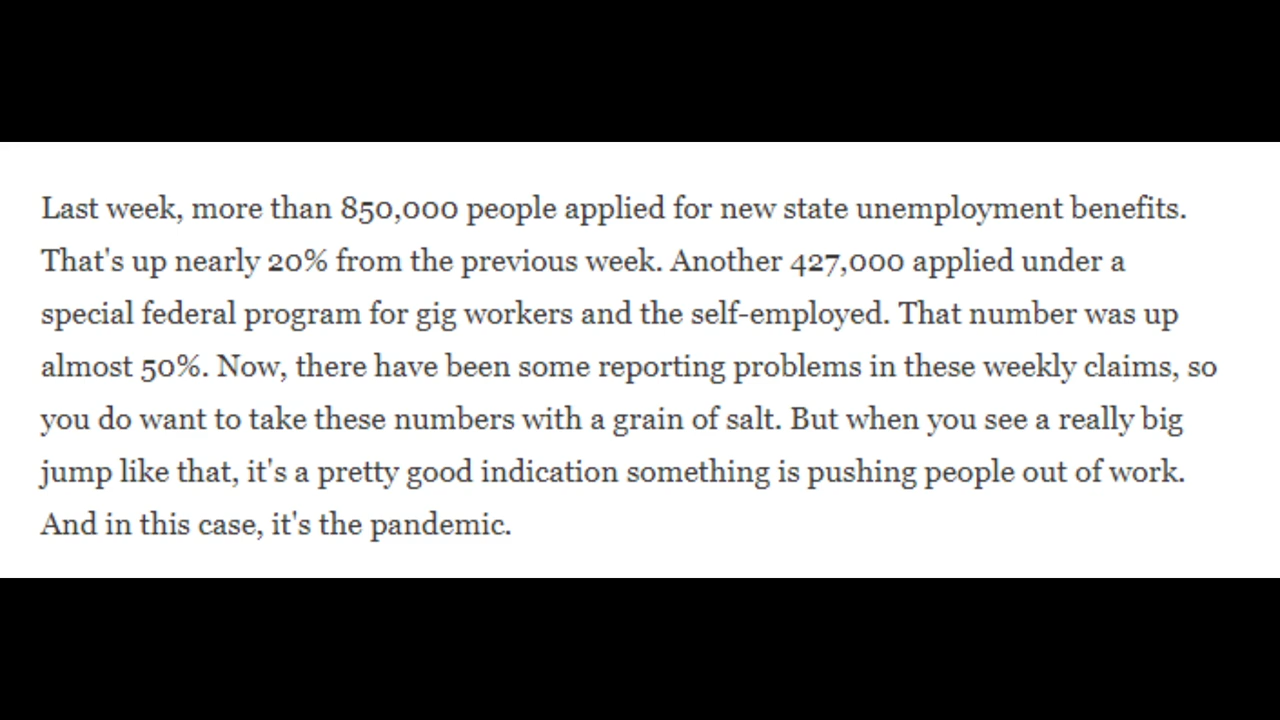 Last week, more than 850,000 people applied for new state unemployment benefits.
That's up nearly 20% from the previous week. Another 427,000 applied under a
special federal program for gig workers and the self-employed. That number was up
almost 50%. Now, there have been some reporting problems in these weekly claims, so
you do want to take these numbers with a grain of salt. But when you see a really big
jump like that, it's a pretty good indication something is pushing people out of work.
And in this case, it's the pandemic.